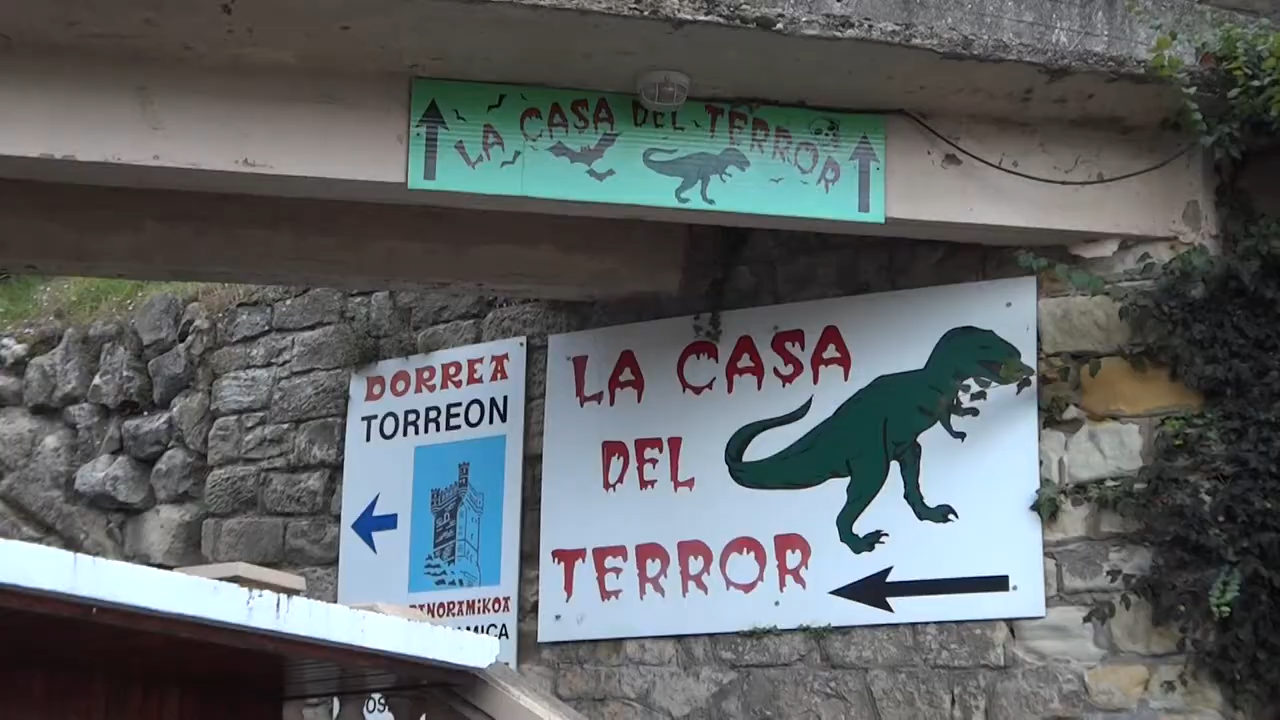 LA CASA DEL TERROR
DORREA
TORREON
LA CASA
DEL
TERROR